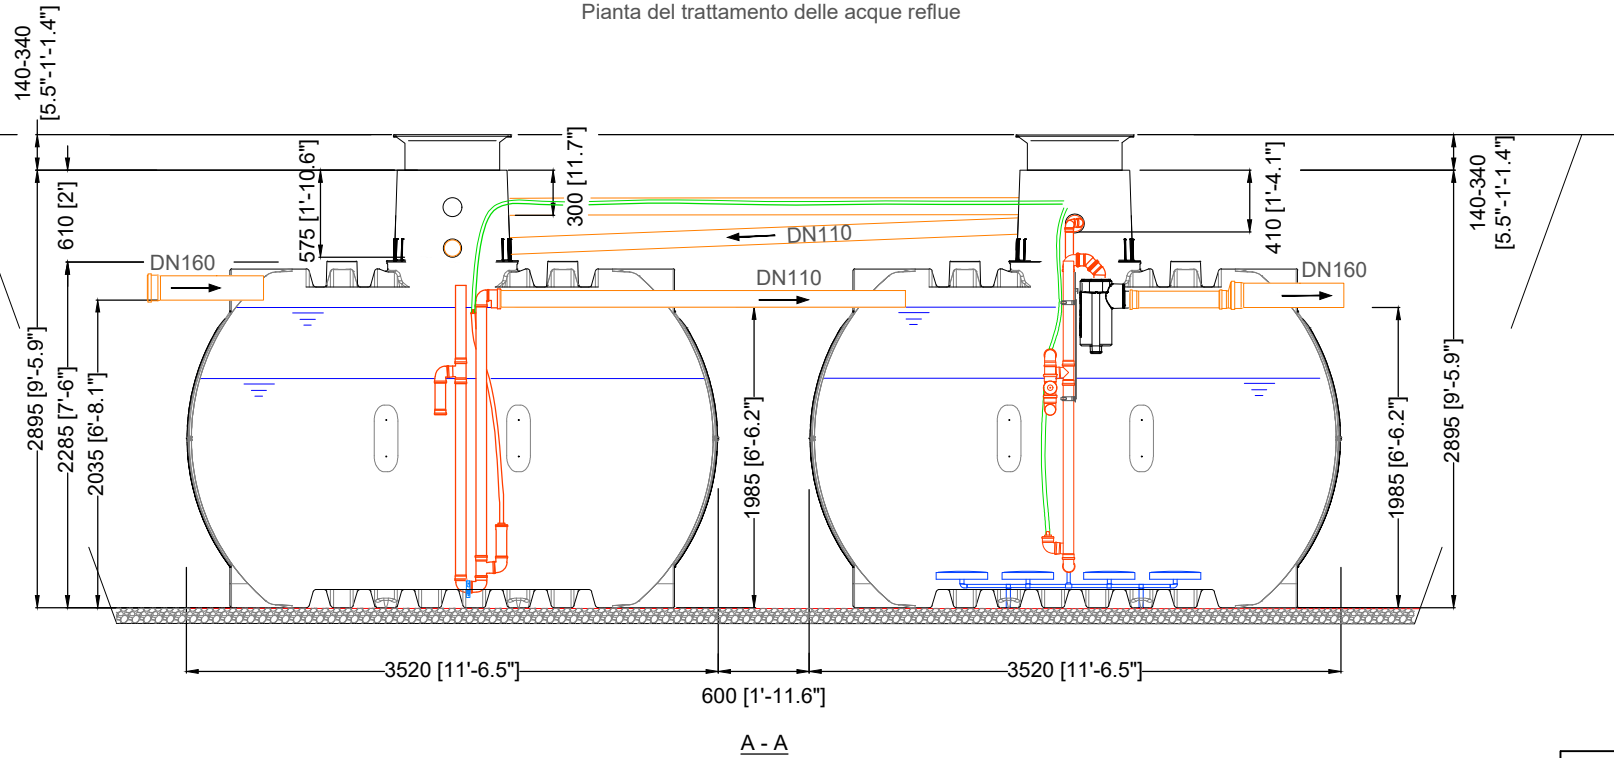 Pianta del trattamento delle acque reflue
140-340
[5.5"-1'-1.4"]
610 [2']
575 [1'-10.6"]
300 [11.7"]
410 [1'-4.1"]
140-340
[5.5"-1'-1.4"]
DN160
DN110
DN110
DN160
2895 [9'-5.9"]
2285 [7'-6"]
2035 [6'-8.1"]
1985 [6'-6.2"]
1985 [6'-6.2"]
2895 [9'-5.9"]
3520 [11'-6.5"]
600 [1'-11.6"]
3520 [11'-6.5"]
A - A